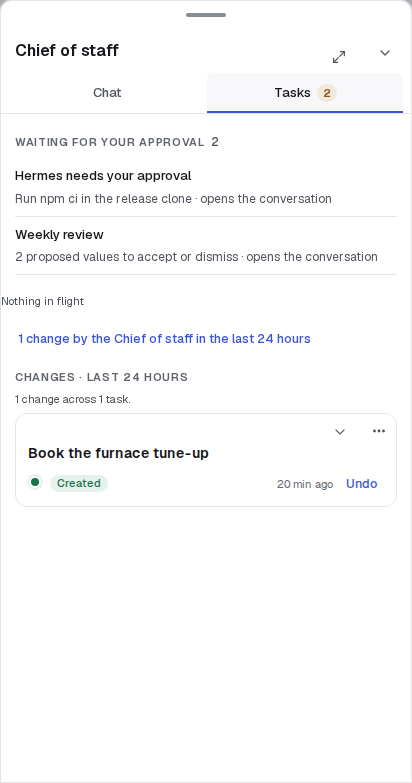 Chief of staff
Chat
Tasks 2
WAITING FOR YOUR APPROVAL 2
Hermes needs your approval
Run npm ci in the release clone · opens the conversation
Weekly review
2 proposed values to accept or dismiss · opens the conversation
Nothing in flight
1 change by the Chief of staff in the last 24 hours
CHANGES · LAST 24 HOURS
1 change across 1 task.
Book the furnace tune-up
Created
20 min ago
Undo